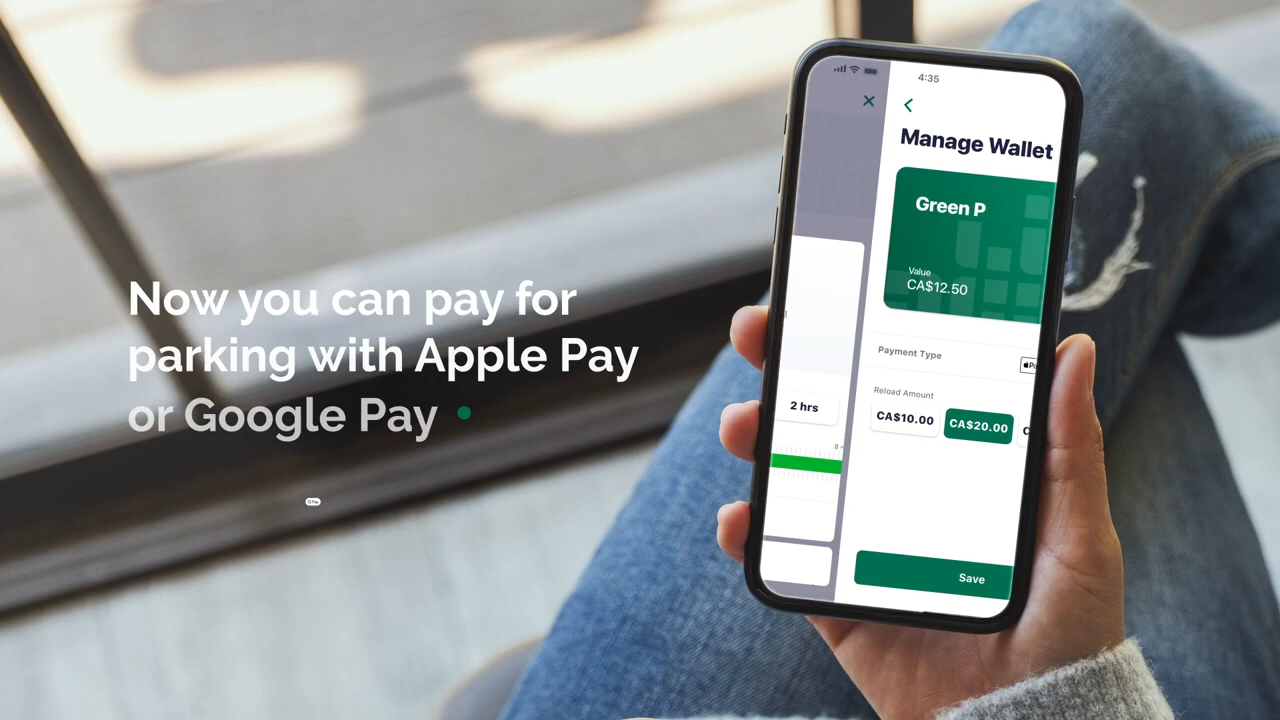 Now you can pay for
parking with Apple Pay
or Google Pay
4:35
Manage Wallet
Green P
Value
CA$12.50
Payment Type
Reload Amount
2 hrs
CA$10.00
CA$20.00
Save